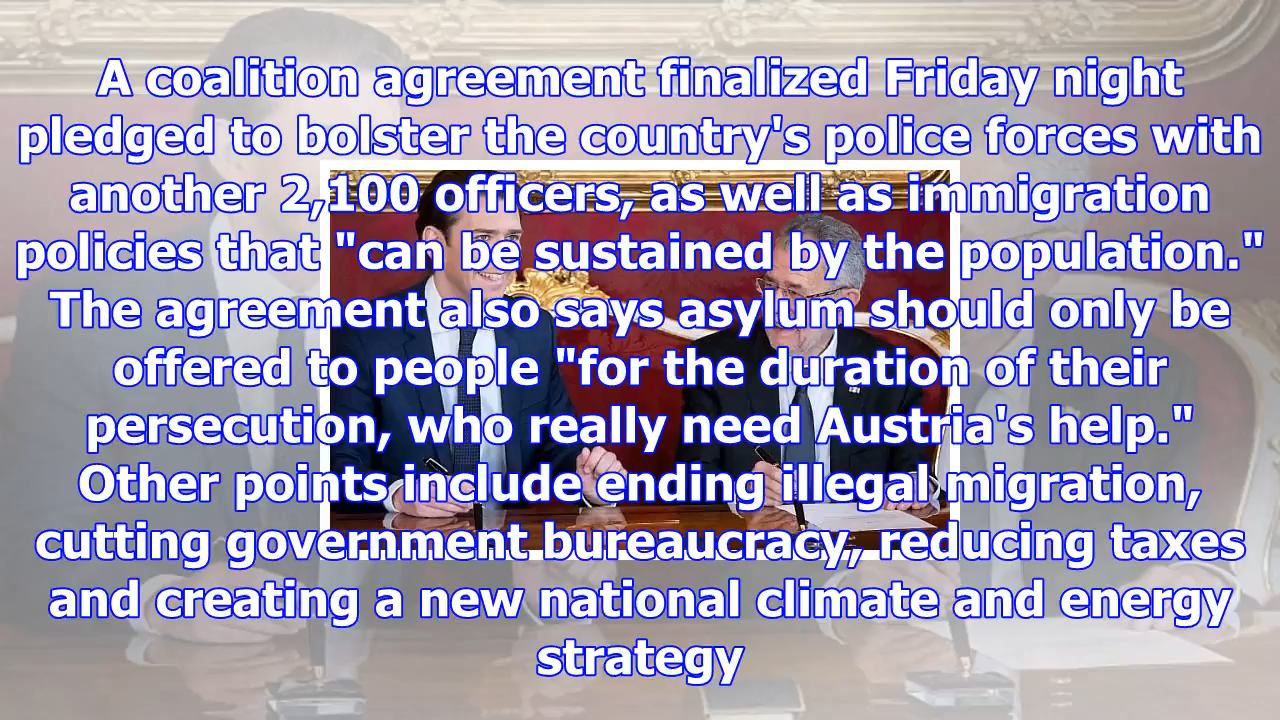 A coalition agreement finalized Friday night
pledged to bolster the country's police forces with
another 2,100 officers, as well as immigration
policies that "can be sustained by the population."
The agreement also says asylum should only be
offered to people "for the duration of their
persecution, who really need Austria's help."
Other points include ending illegal migration,
cutting government bureaucracy, reducing taxes
and creating a new national climate and energy
strategy